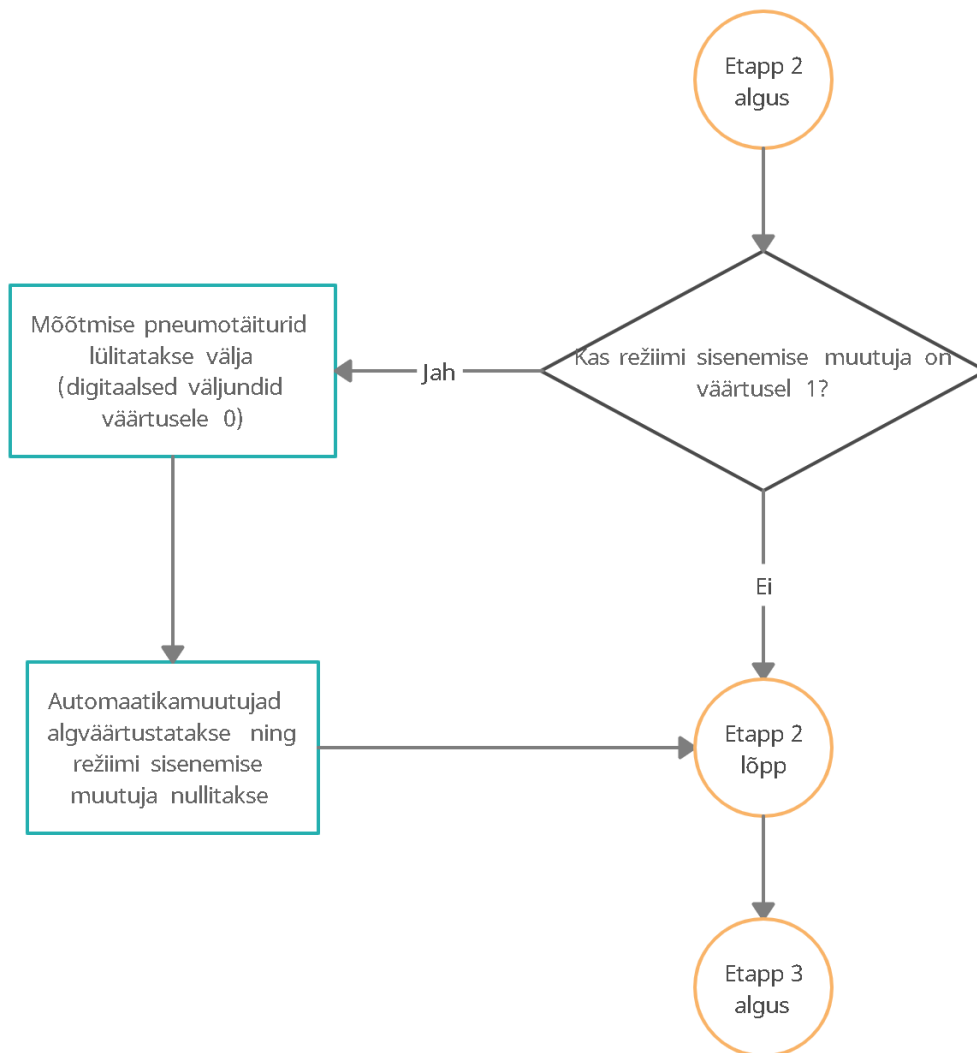 Etapp 2
algus
Kas režiimi sisenemise muutuja on
väärtusel 1?
Jah
Mõõtmise pneumotäiturid
lülitatakse välja
(digitaalsed väljundid
väärtusele 0)
Ei
Automaatikamuutujad
algväärtustatakse ning
režiimi sisenemise
muutuja nullitakse
Etapp 2
lõpp
Etapp 3
algus